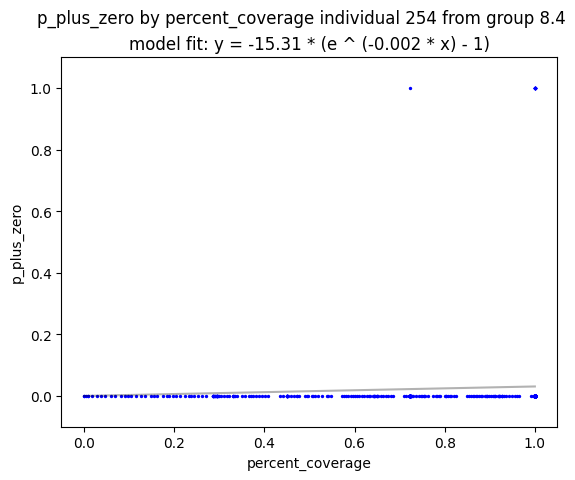 p_plus_zero by percent_coverage individual 254 from group 8.4
model fit: y = -15.31 * (e ^ (-0.002 * x) - 1)
1.0
0.8
0.6
0.4
0.2
0.0
p_plus_zero
0.0 0.2 0.4 0.6 0.8 1.0
percent_coverage